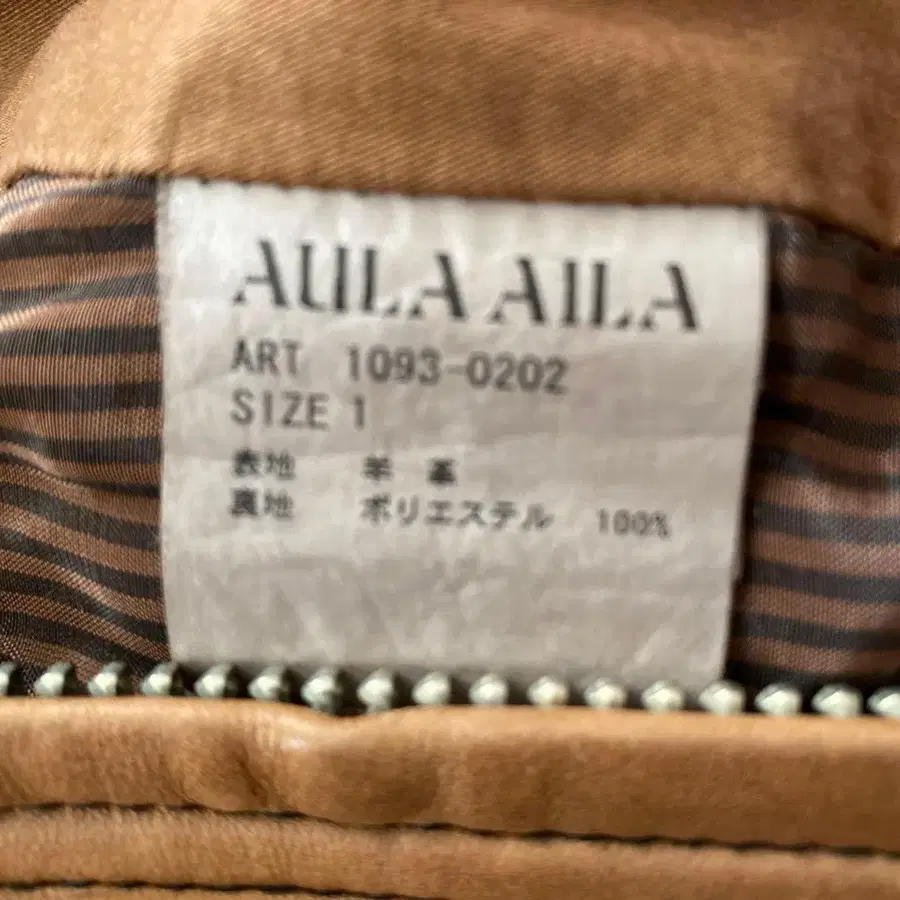 AULA AILA
ART 1093-0202
SIZE 1
表地 羊革
裏地 ポリエステル 100%